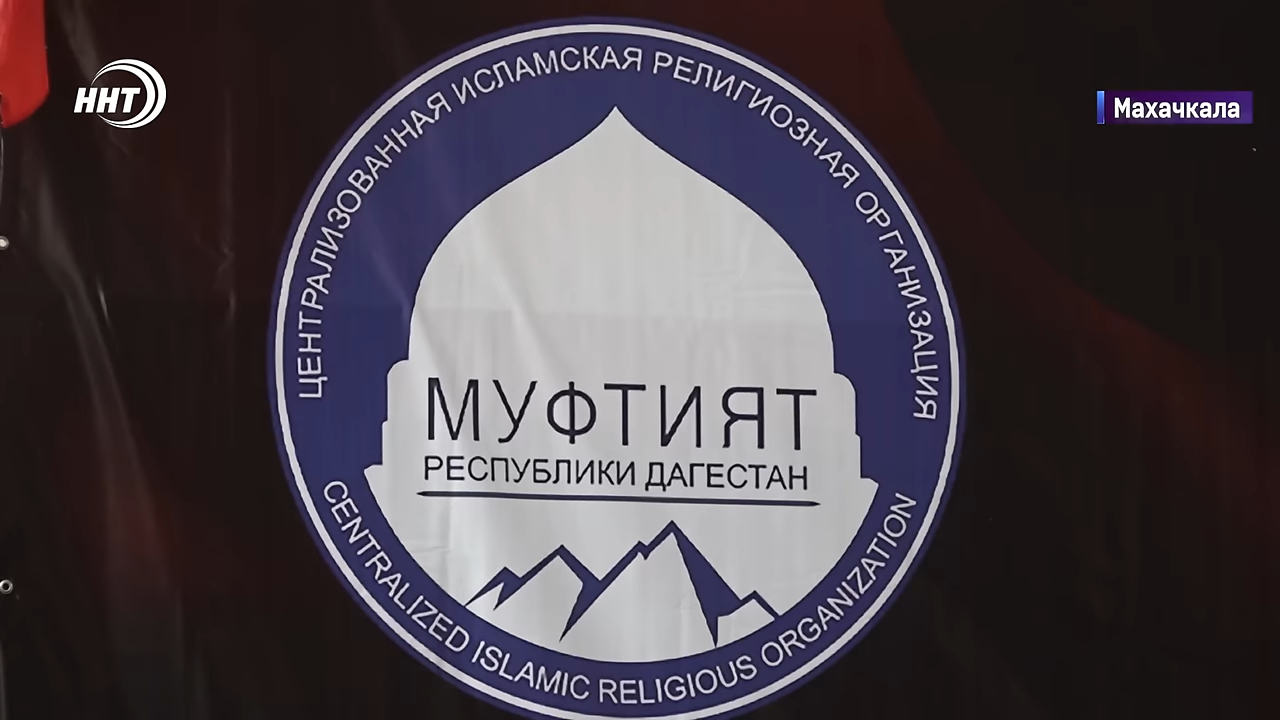 ННТ
Махачкала
ЦЕНТРАЛИЗОВАННАЯ ИСЛАМСКАЯ РЕЛИГИОЗНАЯ ОРГАНИЗАЦИЯ
МУФТИЯТ
РЕСПУБЛИКИ ДАГЕСТАН
CENTRALIZED ISLAMIC RELIGIOUS ORGANIZATION